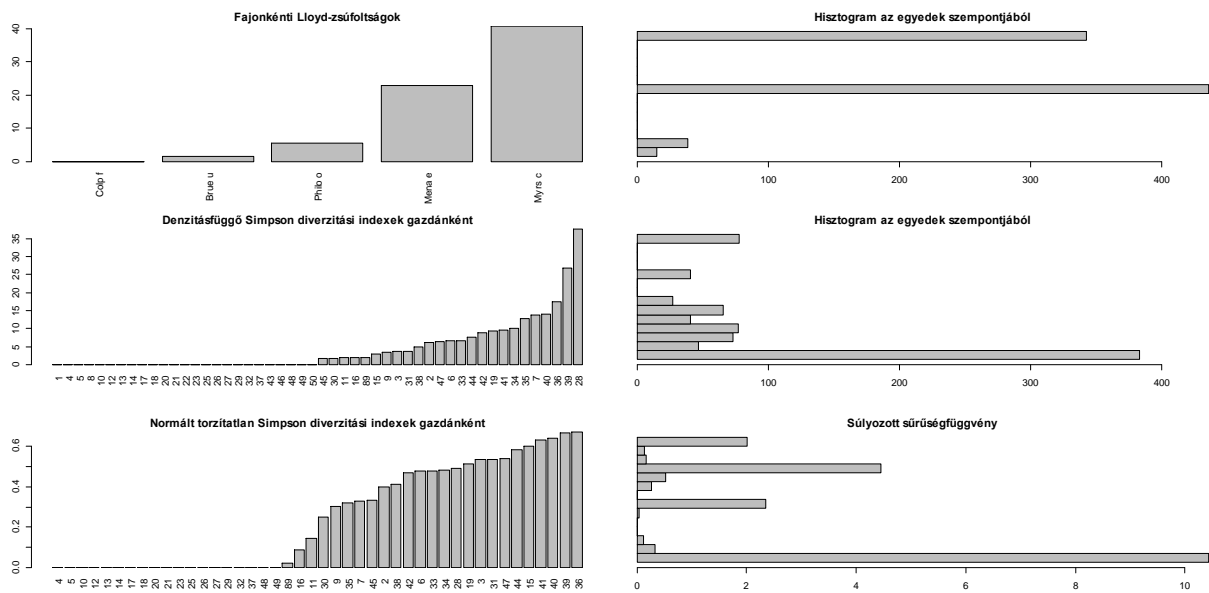 Fajonkénti Lloyd-zsúfoltságok
40
30
20
10
0
Colp f
Brue u
Philo o
Mena e
Myrs c
Hisztogram az egyedek szempontjából
0 100 200 300 400
Denzitásfüggő Simpson diverzitási indexek gazdánként
35
30
25
20
15
10
5
0
1 4 5 8 10 12 13 14 17 18 20 21 22 23 25 26 27 29 32 37 43 46 48 49 50 45 30 11 16 89 15 9 3 31 38 2 47 6 33 44 42 19 41 34 35 7 40 36 39 28
Hisztogram az egyedek szempontjából
0 100 200 300 400
Normált torzítatlan Simpson diverzitási indexek gazdánként
0.6
0.4
0.2
0.0
4 5 10 12 13 14 17 20 21 22 23 25 26 27 29 32 37 48 49 89 16 11 30 9 35 7 45 2 38 42 6 33 34 28 19 3 31 47 44 15 41 40 39 36
Súlyozott sűrűségfüggvény
0 2 4 6 8 10